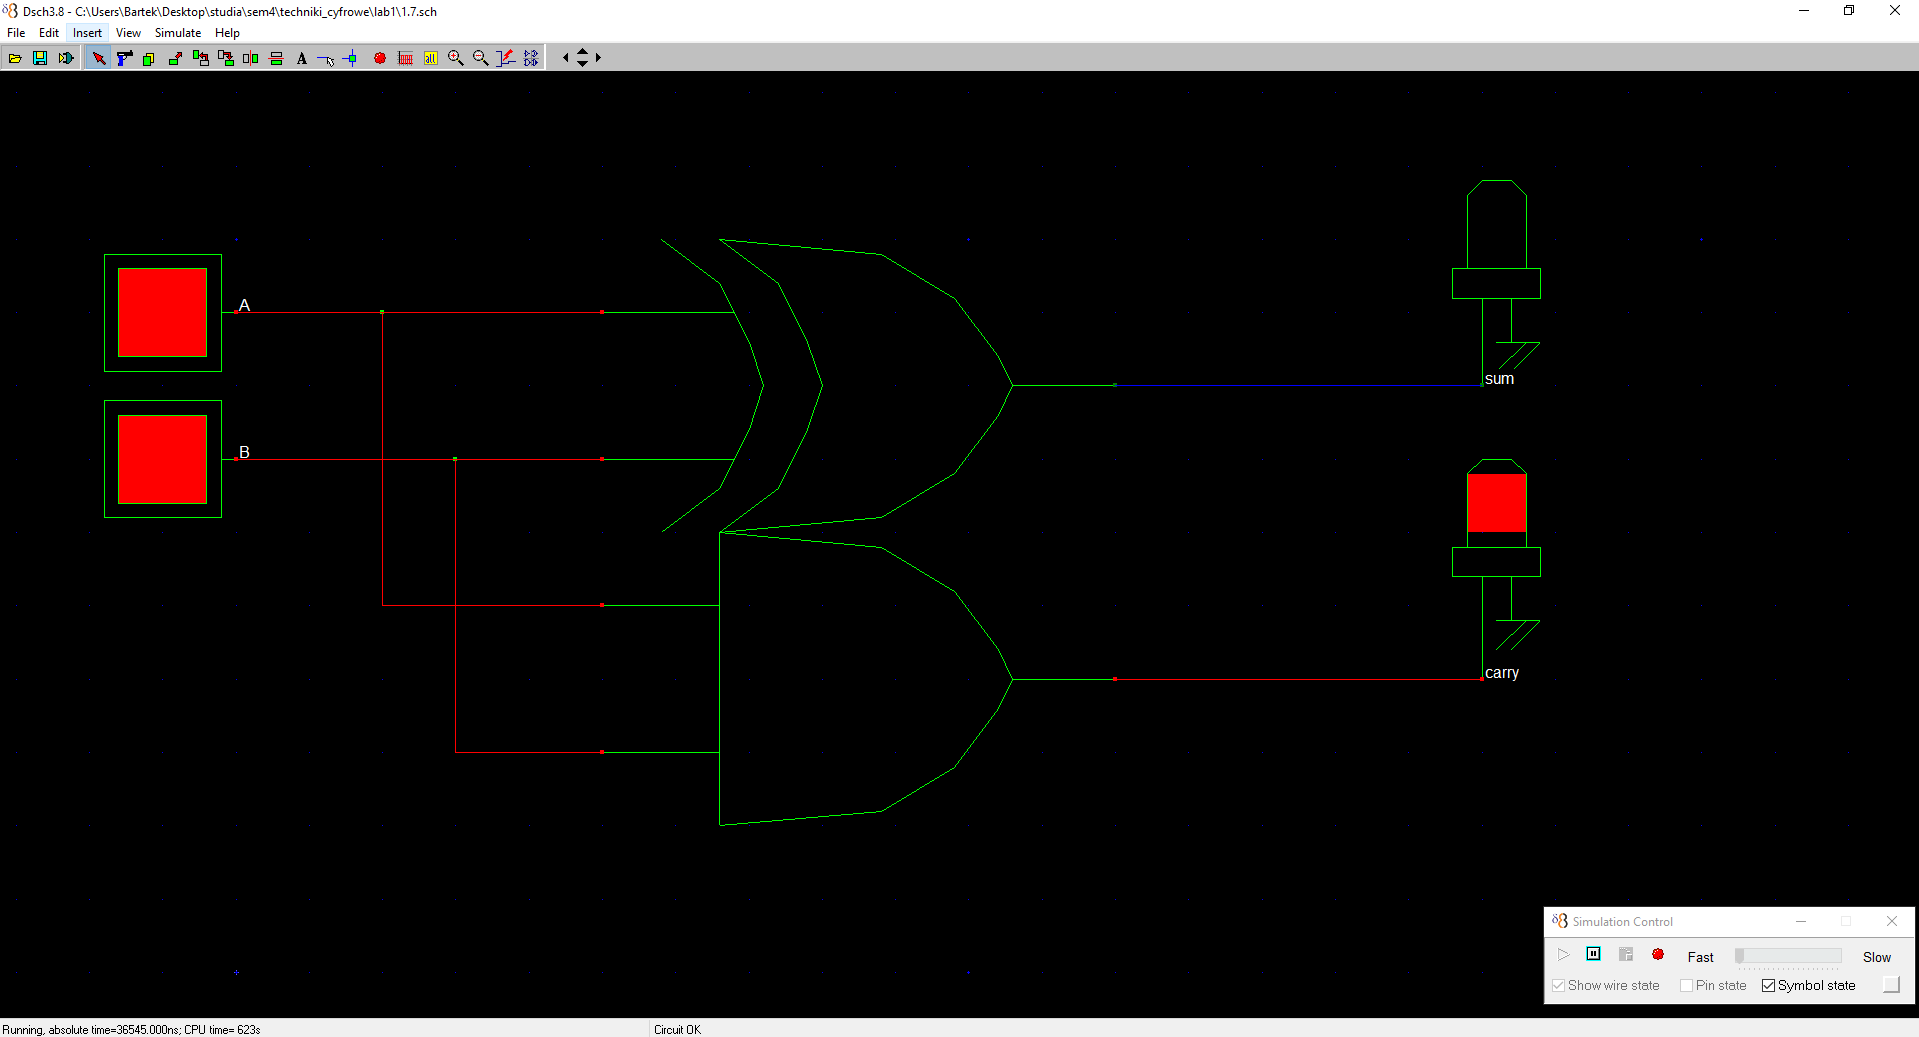 Dsch3.8 - C:\Users\Bartek\Desktop\studia\sem4\techniki_cyfrowe\lab1\1.7.sch
File Edit Insert View Simulate Help
A
B
sum
carry
Simulation Control
Fast Slow
Show wire state Pin state Symbol state
Running, absolute time=36545.000ns; CPU time= 623s Circuit OK